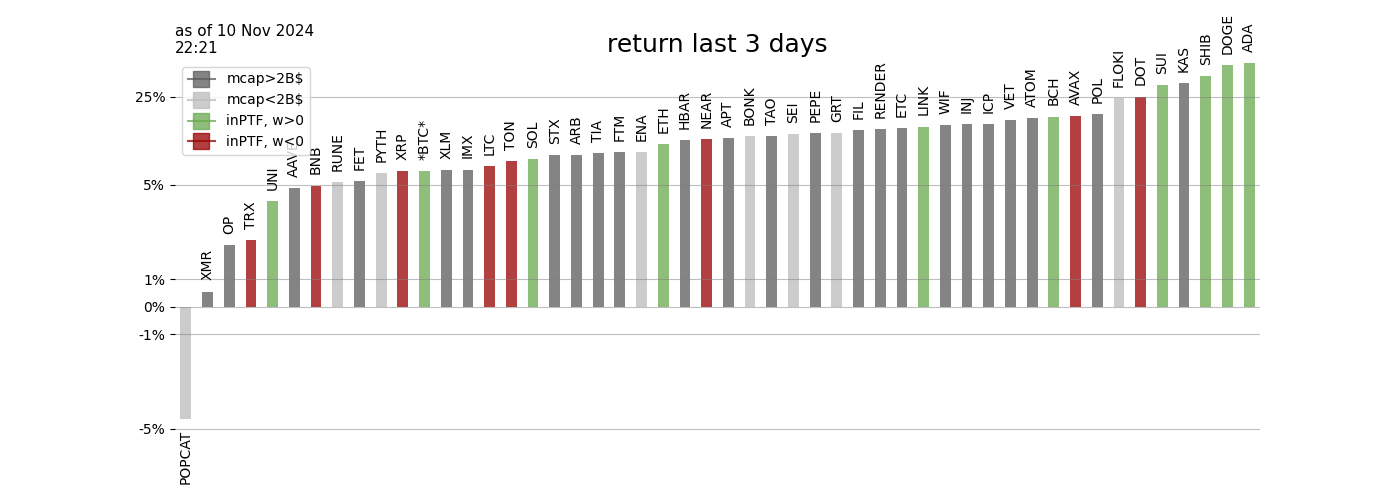 as of 10 Nov 2024
22:21
return last 3 days
mcap>2B$
mcap<2B$
inPTF, w>0
inPTF, w<0
25%
5%
1%
0%
-1%
-5%
POPCAT
XMR
OP
TRX
UNI
AAVE
BNB
RUNE
FET
PYTH
XRP
*BTC*
XLM
IMX
LTC
TON
SOL
STX
ARB
TIA
FTM
ENA
ETH
HBAR
NEAR
APT
BONK
TAO
SEI
PEPE
GRT
FIL
RENDER
ETC
LINK
WIF
INJ
ICP
VET
ATOM
BCH
AVAX
POL
FLOKI
DOT
SUI
KAS
SHIB
DOGE
ADA